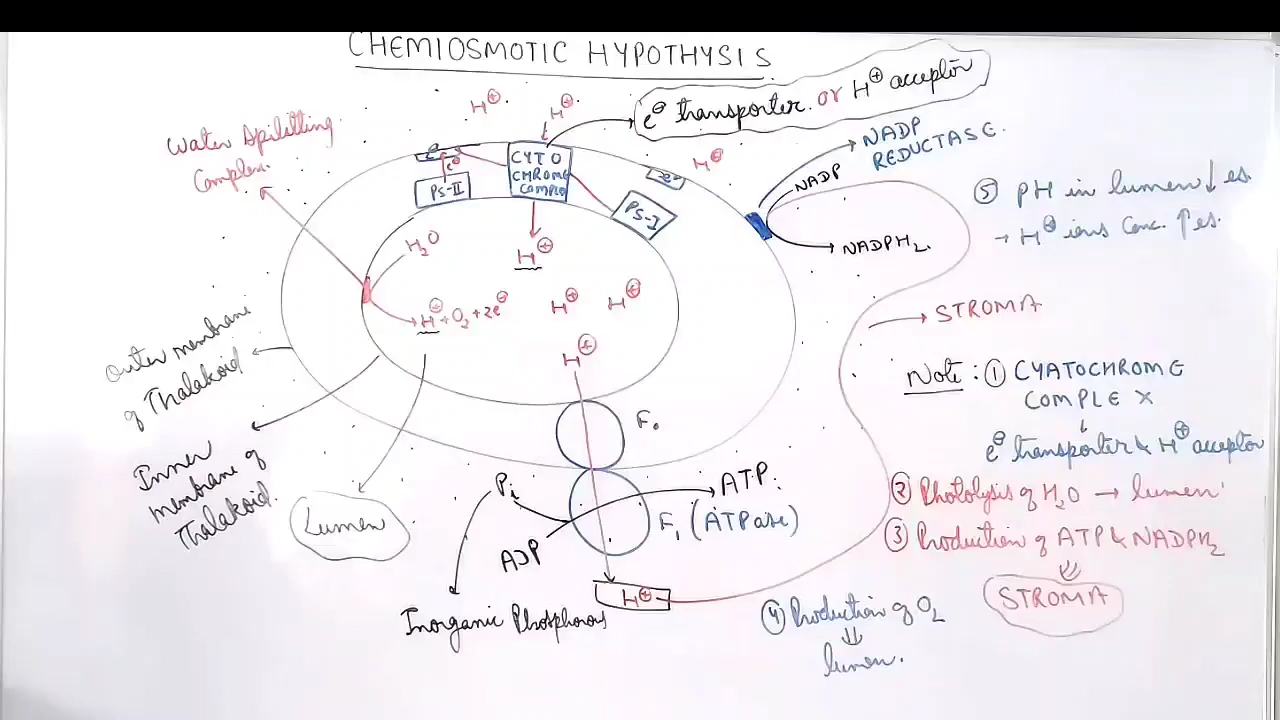 CHEMIOSMOTIC HYPOTHYSIS
H⊕
H⊕
e⊖ transporter or H⊕ acceptor
Water Spilitting
Complex
e⊖
e⊖
CYTO
CHROME
COMPLEX
H⊕
e⊖
PS-II
PS-I
NADP
REDUCTASE
NADP
NADPH2
⑤ PH in lumen ↓es.
→ H⊕ ions Conc. ↑es.
H2O
H⊕
H⊕ + O2 + 2e⊖
H⊕
H⊕
H⊕
STROMA
Outer membrane
of Thalakoid
Inner
membrane of
Thalakoid
Lumen
F₀
Pi
ATP
F1 (ATPase)
ADP
H⊕
Inorganic Phosphorous
Note: ① CYATOCHROME
COMPLEX
↓
e⊖ transporter & H⊕ acceptor
② Photolysis of H2O → lumen
③ Production of ATP & NADPH2
⇓
STROMA
④ Production of O2
⇓
lumen.